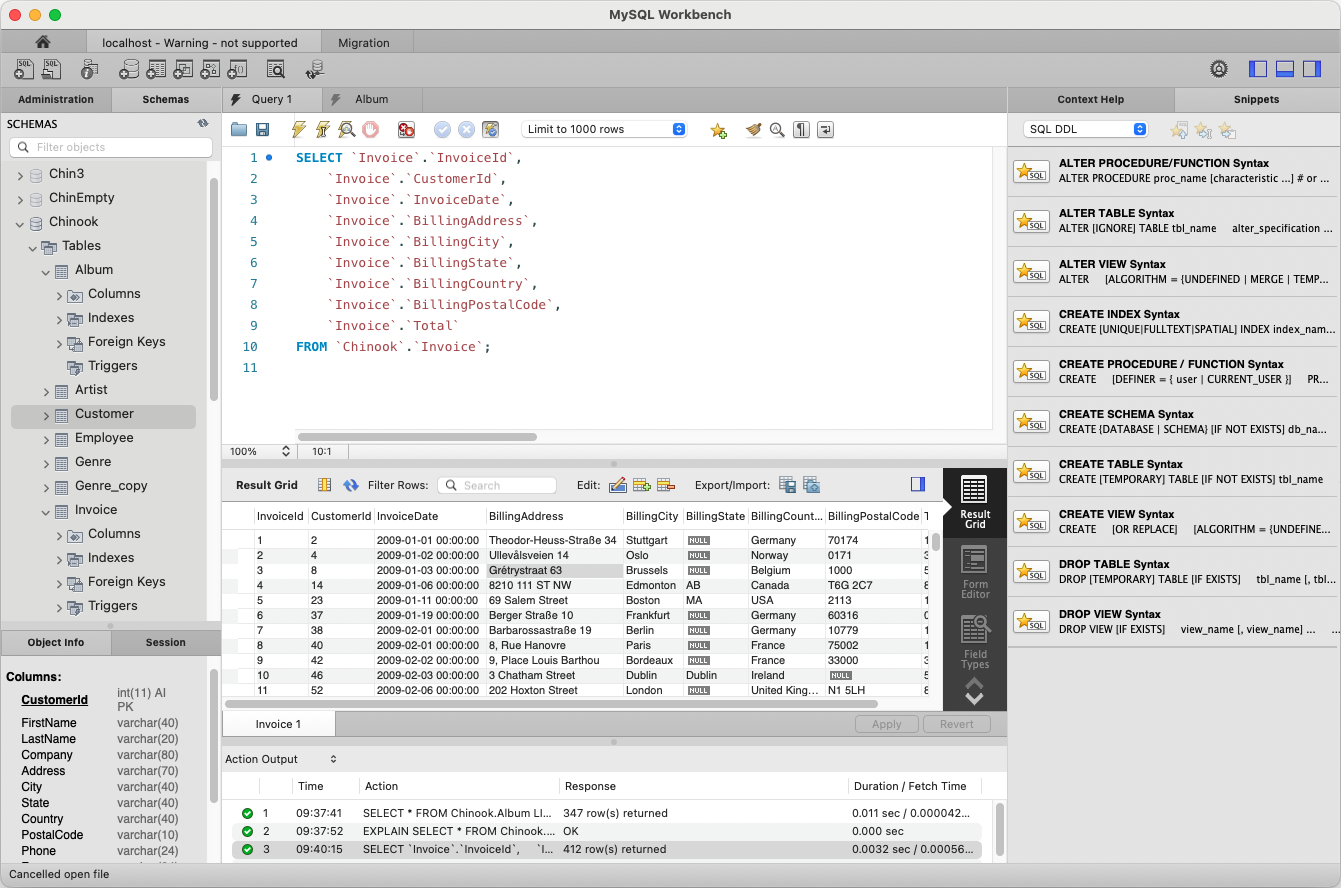 MySQL Workbench
localhost - Warning - not supported
Migration
Administration
Schemas
Query 1
Album
Context Help
Snippets
SCHEMAS
Filter objects
Chin3
ChinEmpty
Chinook
Tables
Album
Columns
Indexes
Foreign Keys
Triggers
Artist
Customer
Employee
Genre
Genre_copy
Invoice
Columns
Indexes
Foreign Keys
Triggers
Object Info
Session
Columns:
CustomerId int(11) AI PK
FirstName varchar(40)
LastName varchar(20)
Company varchar(80)
Address varchar(70)
City varchar(40)
State varchar(40)
Country varchar(40)
PostalCode varchar(10)
Phone varchar(24)
Cancelled open file
Limit to 1000 rows
1 SELECT `Invoice`.`InvoiceId`,
2 `Invoice`.`CustomerId`,
3 `Invoice`.`InvoiceDate`,
4 `Invoice`.`BillingAddress`,
5 `Invoice`.`BillingCity`,
6 `Invoice`.`BillingState`,
7 `Invoice`.`BillingCountry`,
8 `Invoice`.`BillingPostalCode`,
9 `Invoice`.`Total`
10 FROM `Chinook`.`Invoice`;
11
100% 10:1
Result Grid Filter Rows: Search Edit: Export/Import:
InvoiceId CustomerId InvoiceDate BillingAddress BillingCity BillingState BillingCount... BillingPostalCode T
1 2 2009-01-01 00:00:00 Theodor-Heuss-Straße 34 Stuttgart NULL Germany 70174 1
2 4 2009-01-02 00:00:00 Ullevålsveien 14 Oslo NULL Norway 0171 3
3 8 2009-01-03 00:00:00 Grétrystraat 63 Brussels NULL Belgium 1000 5
4 14 2009-01-06 00:00:00 8210 111 ST NW Edmonton AB Canada T6G 2C7 8
5 23 2009-01-11 00:00:00 69 Salem Street Boston MA USA 2113 1
6 37 2009-01-19 00:00:00 Berger Straße 10 Frankfurt NULL Germany 60316 0
7 38 2009-02-01 00:00:00 Barbarossastraße 19 Berlin NULL Germany 10779 1
8 40 2009-02-01 00:00:00 8, Rue Hanovre Paris NULL France 75002 1
9 42 2009-02-02 00:00:00 9, Place Louis Barthou Bordeaux NULL France 33000 3
10 46 2009-02-03 00:00:00 3 Chatham Street Dublin Dublin Ireland NULL 5
11 52 2009-02-06 00:00:00 202 Hoxton Street London NULL United King... N1 5LH 8
Result Grid
Form Editor
Field Types
Invoice 1
Apply
Revert
Action Output
Time Action Response Duration / Fetch Time
1 09:37:41 SELECT * FROM Chinook.Album LI... 347 row(s) returned 0.011 sec / 0.000042...
2 09:37:52 EXPLAIN SELECT * FROM Chinook.... OK 0.000 sec
3 09:40:15 SELECT `Invoice`.`InvoiceId`, `I... 412 row(s) returned 0.0032 sec / 0.00056...
SQL DDL
ALTER PROCEDURE/FUNCTION Syntax
ALTER PROCEDURE proc_name [characteristic ...] # or ...
ALTER TABLE Syntax
ALTER [IGNORE] TABLE tbl_name alter_specification ...
ALTER VIEW Syntax
ALTER [ALGORITHM = {UNDEFINED | MERGE | TEMP...
CREATE INDEX Syntax
CREATE [UNIQUE|FULLTEXT|SPATIAL] INDEX index_nam...
CREATE PROCEDURE / FUNCTION Syntax
CREATE [DEFINER = { user | CURRENT_USER }] PR...
CREATE SCHEMA Syntax
CREATE {DATABASE | SCHEMA} [IF NOT EXISTS] db_na...
CREATE TABLE Syntax
CREATE [TEMPORARY] TABLE [IF NOT EXISTS] tbl_name
CREATE VIEW Syntax
CREATE [OR REPLACE] [ALGORITHM = {UNDEFINE...
DROP TABLE Syntax
DROP [TEMPORARY] TABLE [IF EXISTS] tbl_name [, tbl...
DROP VIEW Syntax
DROP VIEW [IF EXISTS] view_name [, view_name] ... ...